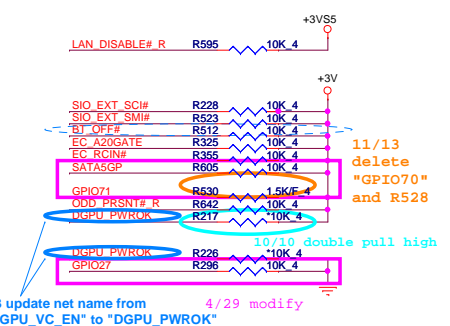 +3VS5
LAN_DISABLE#_R R595 10K_4
+3V
SIO_EXT_SCI# R228 10K_4
SIO_EXT_SMI# R523 10K_4
BT_OFF# R512 10K_4
EC_A20GATE R325 10K_4
EC_RCIN# R355 10K_4
SATA5GP R605 10K_4
GPIO71 R530 1.5K/F_4
ODD_PRSNT#_R R642 10K_4
DGPU_PWROK R217 *10K_4
11/13
delete
"GPIO70"
and R528
10/10 double pull high
DGPU_PWROK R226 *10K_4
GPIO27 R296 10K_4
update net name from
GPU_VC_EN" to "DGPU_PWROK"
4/29 modify